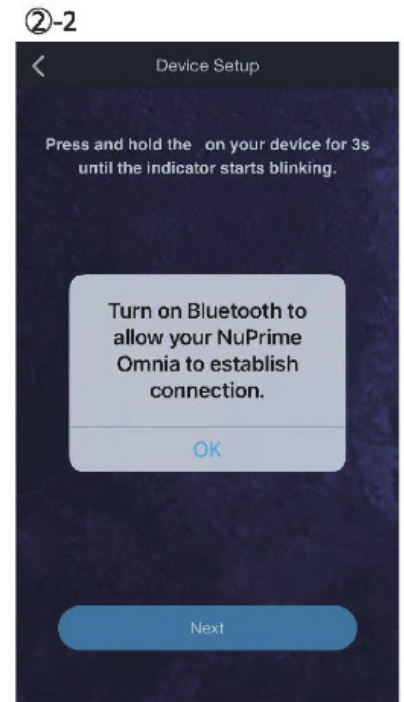 ②-2
Device Setup
Press and hold the on your device for 3s
until the indicator starts blinking.
Turn on Bluetooth to
allow your NuPrime
Omnia to establish
connection.
OK
Next